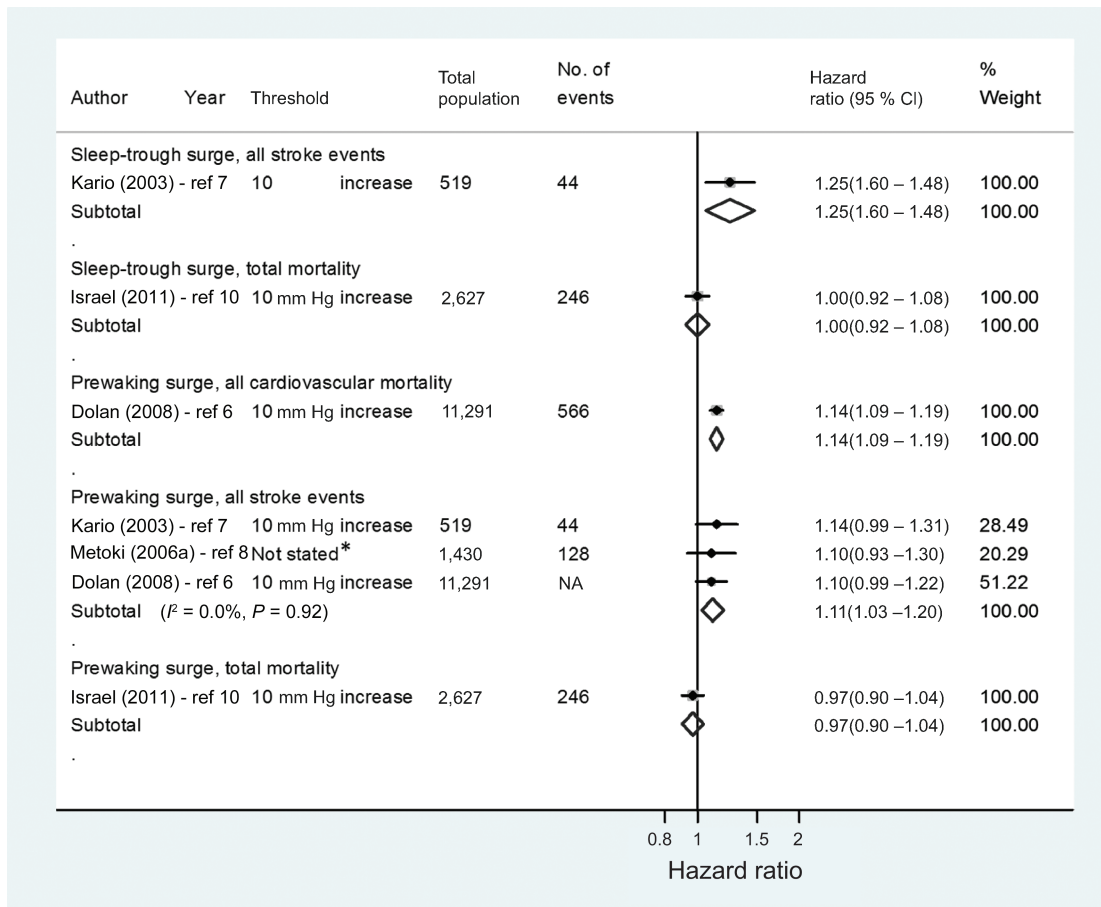 Author Year Threshold Total population No. of events Hazard ratio (95 % CI) % Weight
Sleep-trough surge, all stroke events
Kario (2003) - ref 7 10 increase 519 44 1.25(1.60 – 1.48) 100.00
Subtotal 1.25(1.60 – 1.48) 100.00
.
Sleep-trough surge, total mortality
Israel (2011) - ref 10 10 mm Hg increase 2,627 246 1.00(0.92 – 1.08) 100.00
Subtotal 1.00(0.92 – 1.08) 100.00
.
Prewaking surge, all cardiovascular mortality
Dolan (2008) - ref 6 10 mm Hg increase 11,291 566 1.14(1.09 – 1.19) 100.00
Subtotal 1.14(1.09 – 1.19) 100.00
.
Prewaking surge, all stroke events
Kario (2003) - ref 7 10 mm Hg increase 519 44 1.14(0.99 – 1.31) 28.49
Metoki (2006a) - ref 8 Not stated* 1,430 128 1.10(0.93 –1.30) 20.29
Dolan (2008) - ref 6 10 mm Hg increase 11,291 NA 1.10(0.99 –1.22) 51.22
Subtotal (I² = 0.0%, P = 0.92) 1.11(1.03 –1.20) 100.00
.
Prewaking surge, total mortality
Israel (2011) - ref 10 10 mm Hg increase 2,627 246 0.97(0.90 –1.04) 100.00
Subtotal 0.97(0.90 –1.04) 100.00
.
0.8 1 1.5 2
Hazard ratio